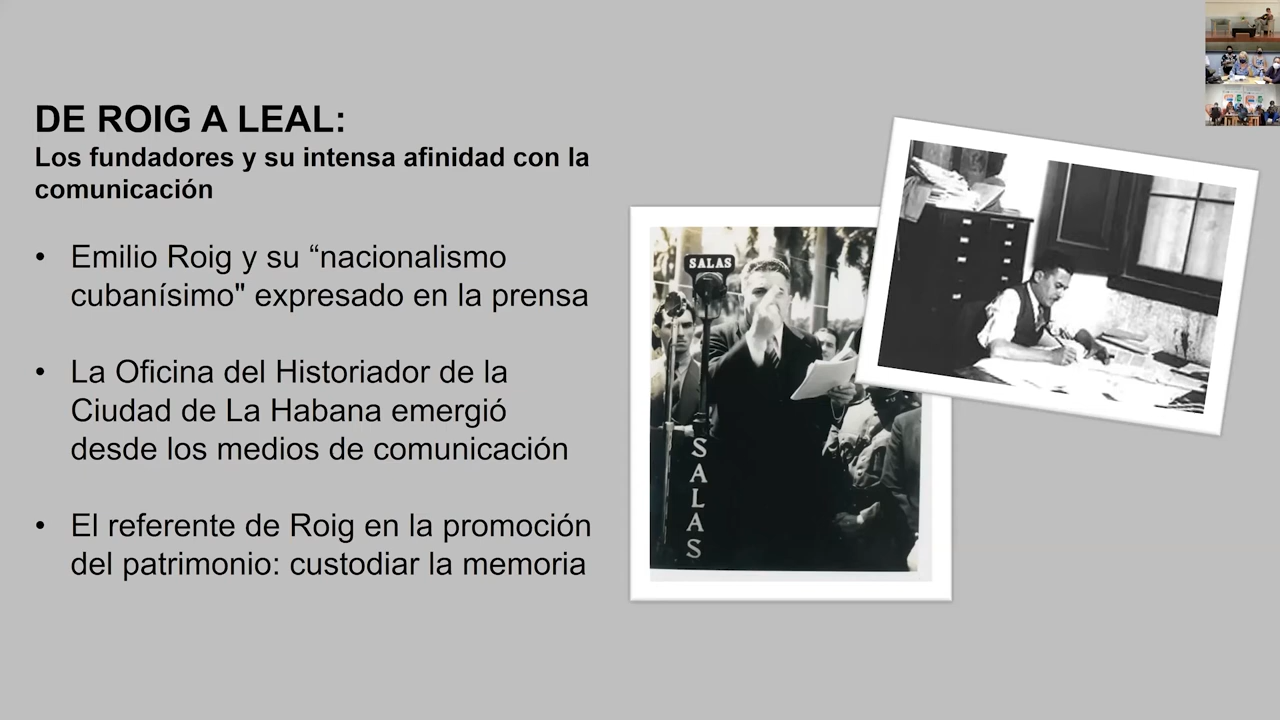 DE ROIG A LEAL:
Los fundadores y su intensa afinidad con la
comunicación
• Emilio Roig y su “nacionalismo
cubanísimo" expresado en la prensa
• La Oficina del Historiador de la
Ciudad de La Habana emergió
desde los medios de comunicación
• El referente de Roig en la promoción
del patrimonio: custodiar la memoria
SALAS
SALAS